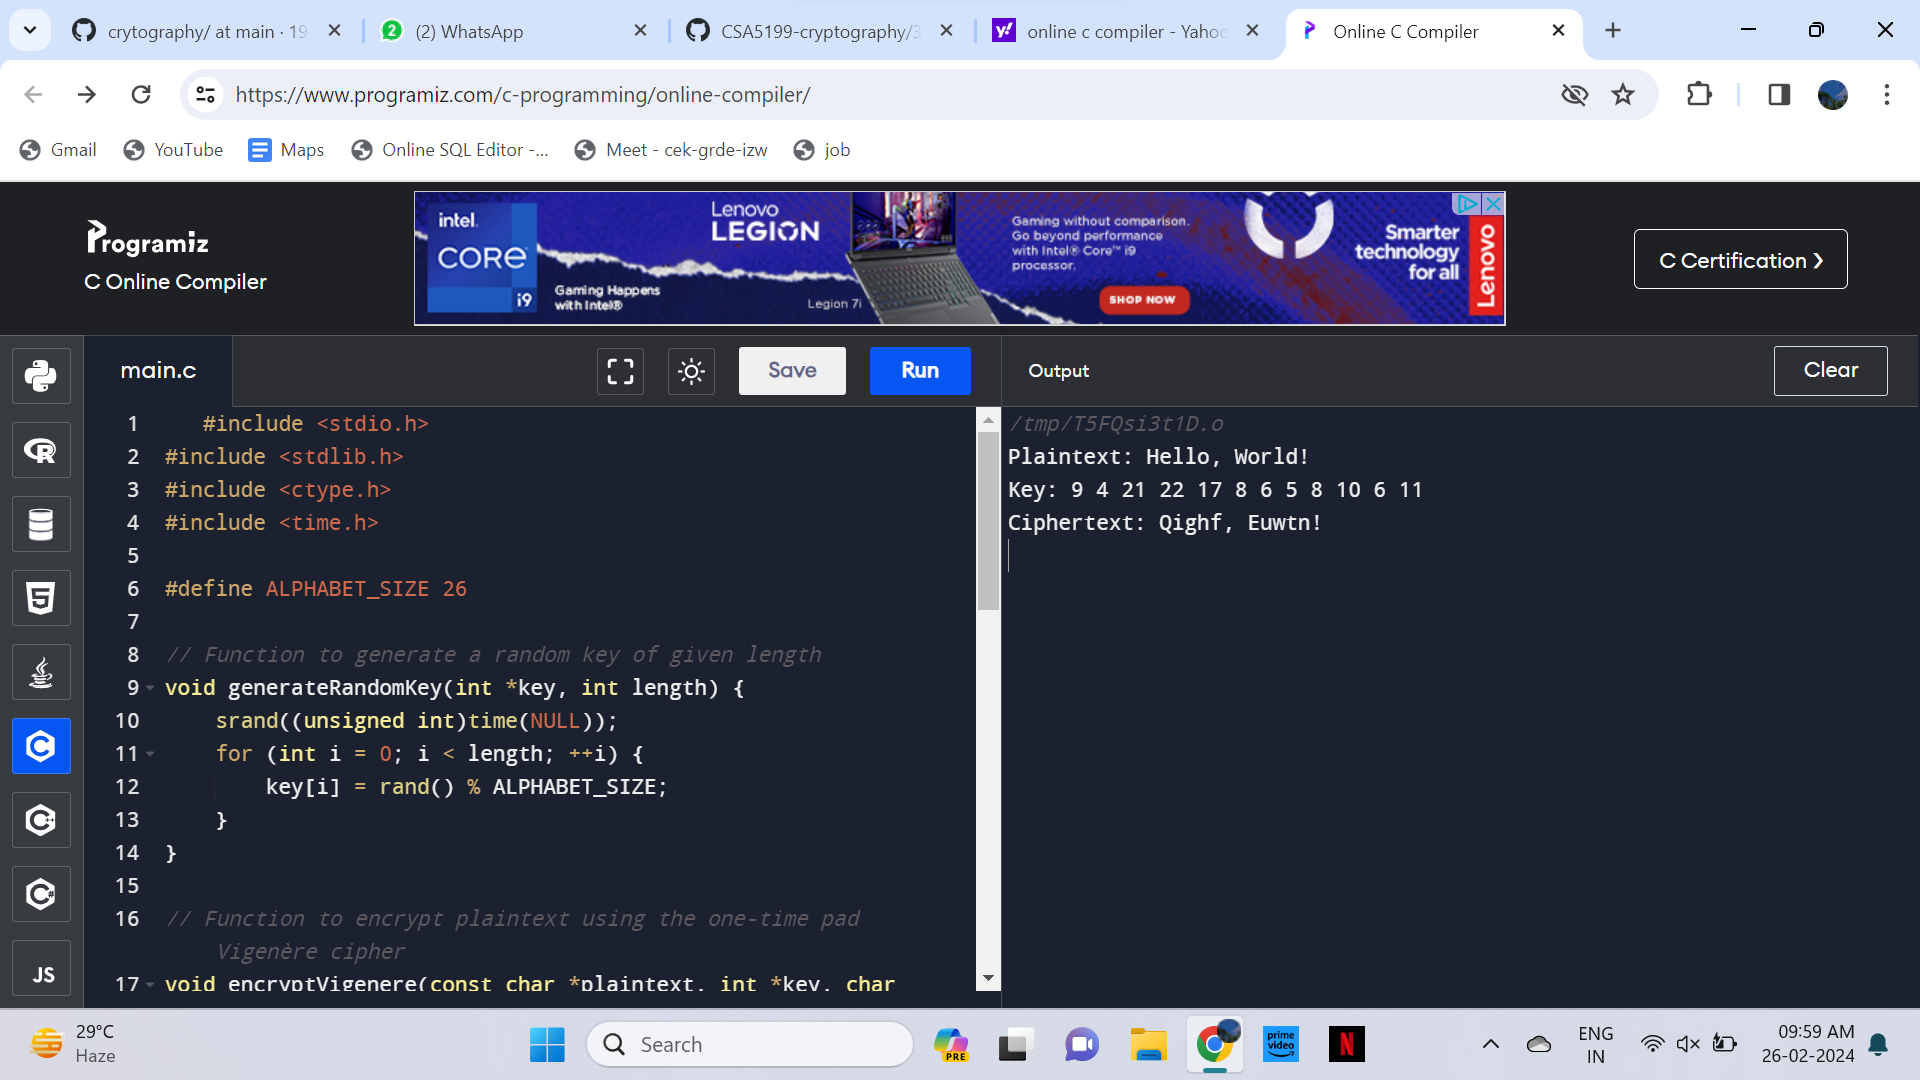 crytography/ at main · 19
(2) WhatsApp
CSA5199-cryptography/3
online c compiler - Yahoo
Online C Compiler
https://www.programiz.com/c-programming/online-compiler/
Gmail
YouTube
Maps
Online SQL Editor -...
Meet - cek-grde-izw
job
Programiz
C Online Compiler
intel.
CORE
i9
Lenovo
LEGION
Gaming Happens
with Intel®
Legion 7i
Gaming without comparison.
Go beyond performance
with Intel® Core™ i9
processor.
SHOP NOW
Smarter
technology
for all
Lenovo
C Certification ❯
main.c
Save
Run
Output
Clear
1 #include <stdio.h>
2 #include <stdlib.h>
3 #include <ctype.h>
4 #include <time.h>
5
6 #define ALPHABET_SIZE 26
7
8 // Function to generate a random key of given length
9 void generateRandomKey(int *key, int length) {
10 srand((unsigned int)time(NULL));
11 for (int i = 0; i < length; ++i) {
12 key[i] = rand() % ALPHABET_SIZE;
13 }
14 }
15
16 // Function to encrypt plaintext using the one-time pad
Vigenère cipher
17 void encryptVigenere(const char *plaintext, int *key, char
/tmp/T5FQsi3t1D.o
Plaintext: Hello, World!
Key: 9 4 21 22 17 8 6 5 8 10 6 11
Ciphertext: Qighf, Euwtn!
JS
29°C
Haze
Search
PRE
prime
video
N
ENG
IN
09:59 AM
26-02-2024